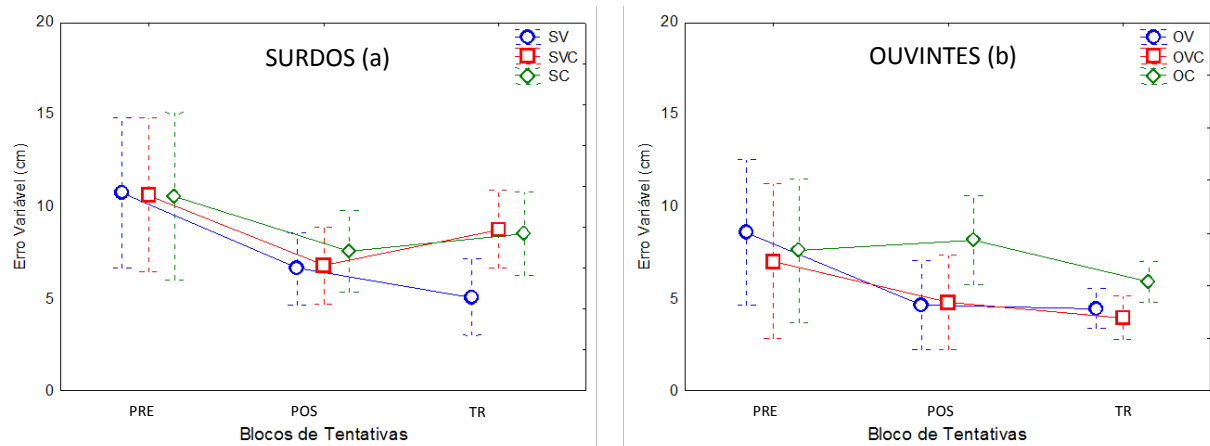 SURDOS (a)
SV
SVC
SC
20
15
10
5
0
Erro Variável (cm)
PRE
POS
TR
Blocos de Tentativas
OUVINTES (b)
OV
OVC
OC
20
15
10
5
0
Erro Variável (cm)
PRE
POS
TR
Blocos de Tentativas